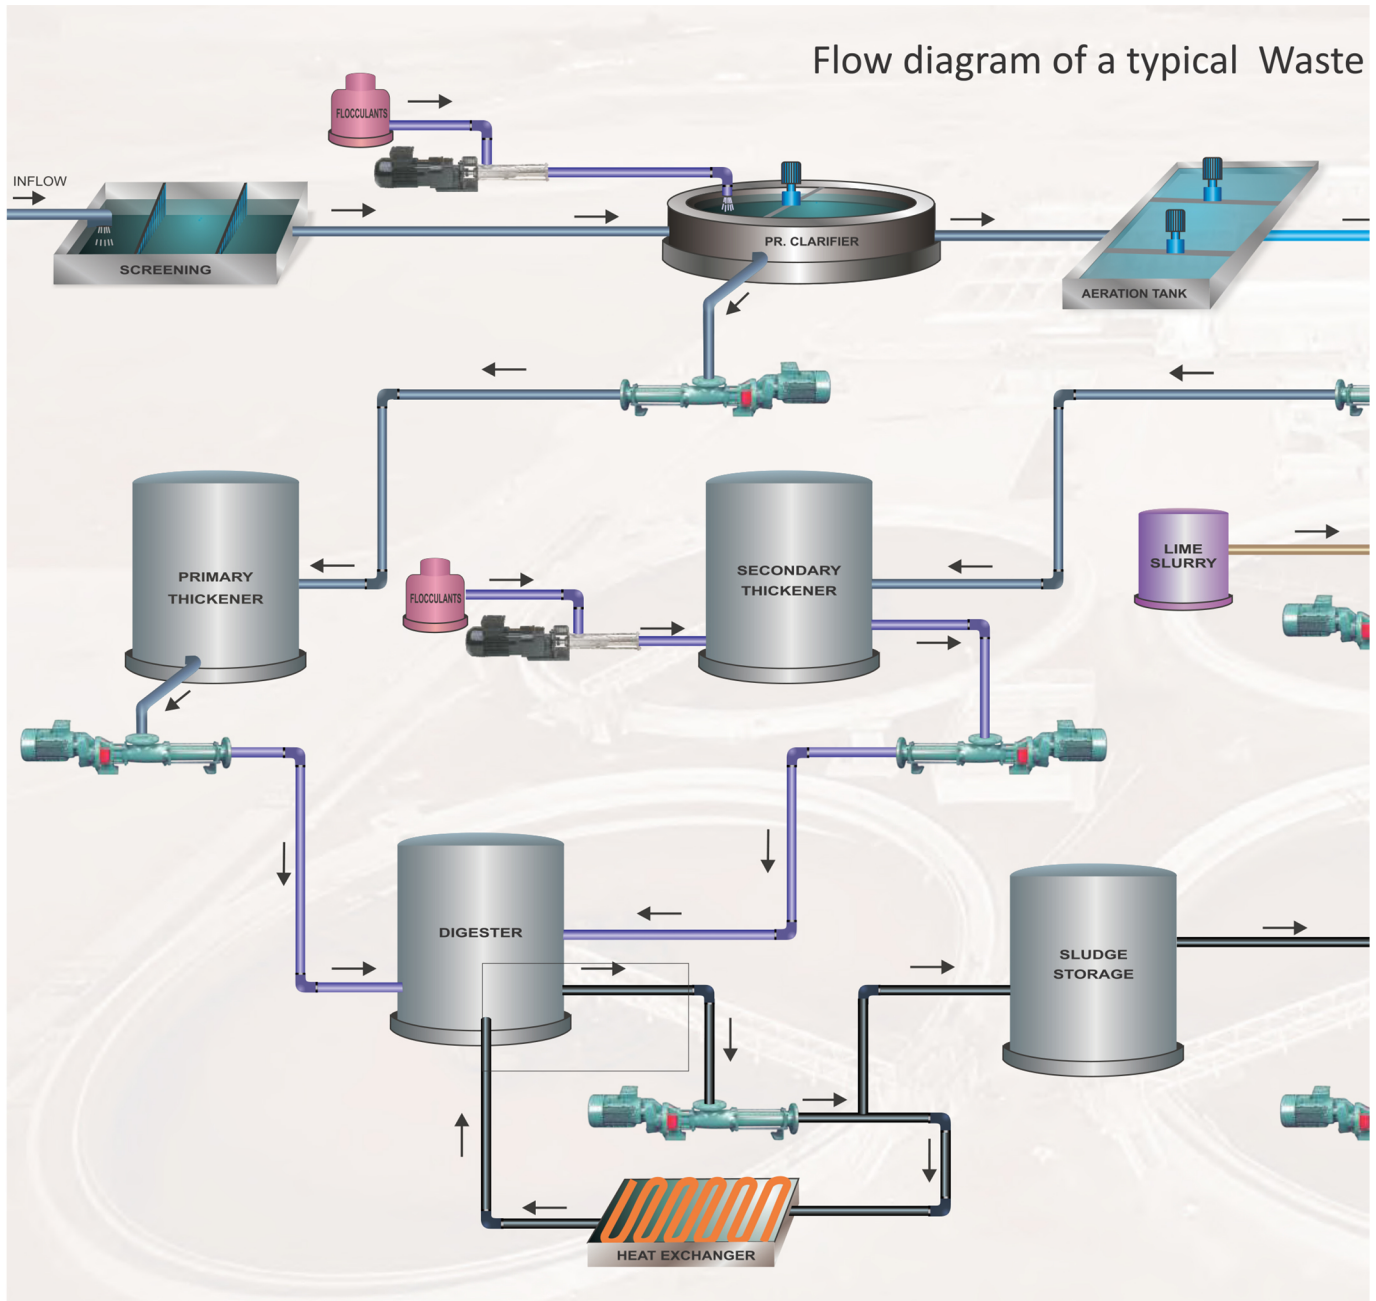 Flow diagram of a typical Waste
FLOCCULANTS
INFLOW
SCREENING
PR. CLARIFIER
AERATION TANK
PRIMARY
THICKENER
FLOCCULANTS
SECONDARY
THICKENER
LIME
SLURRY
DIGESTER
SLUDGE
STORAGE
HEAT EXCHANGER